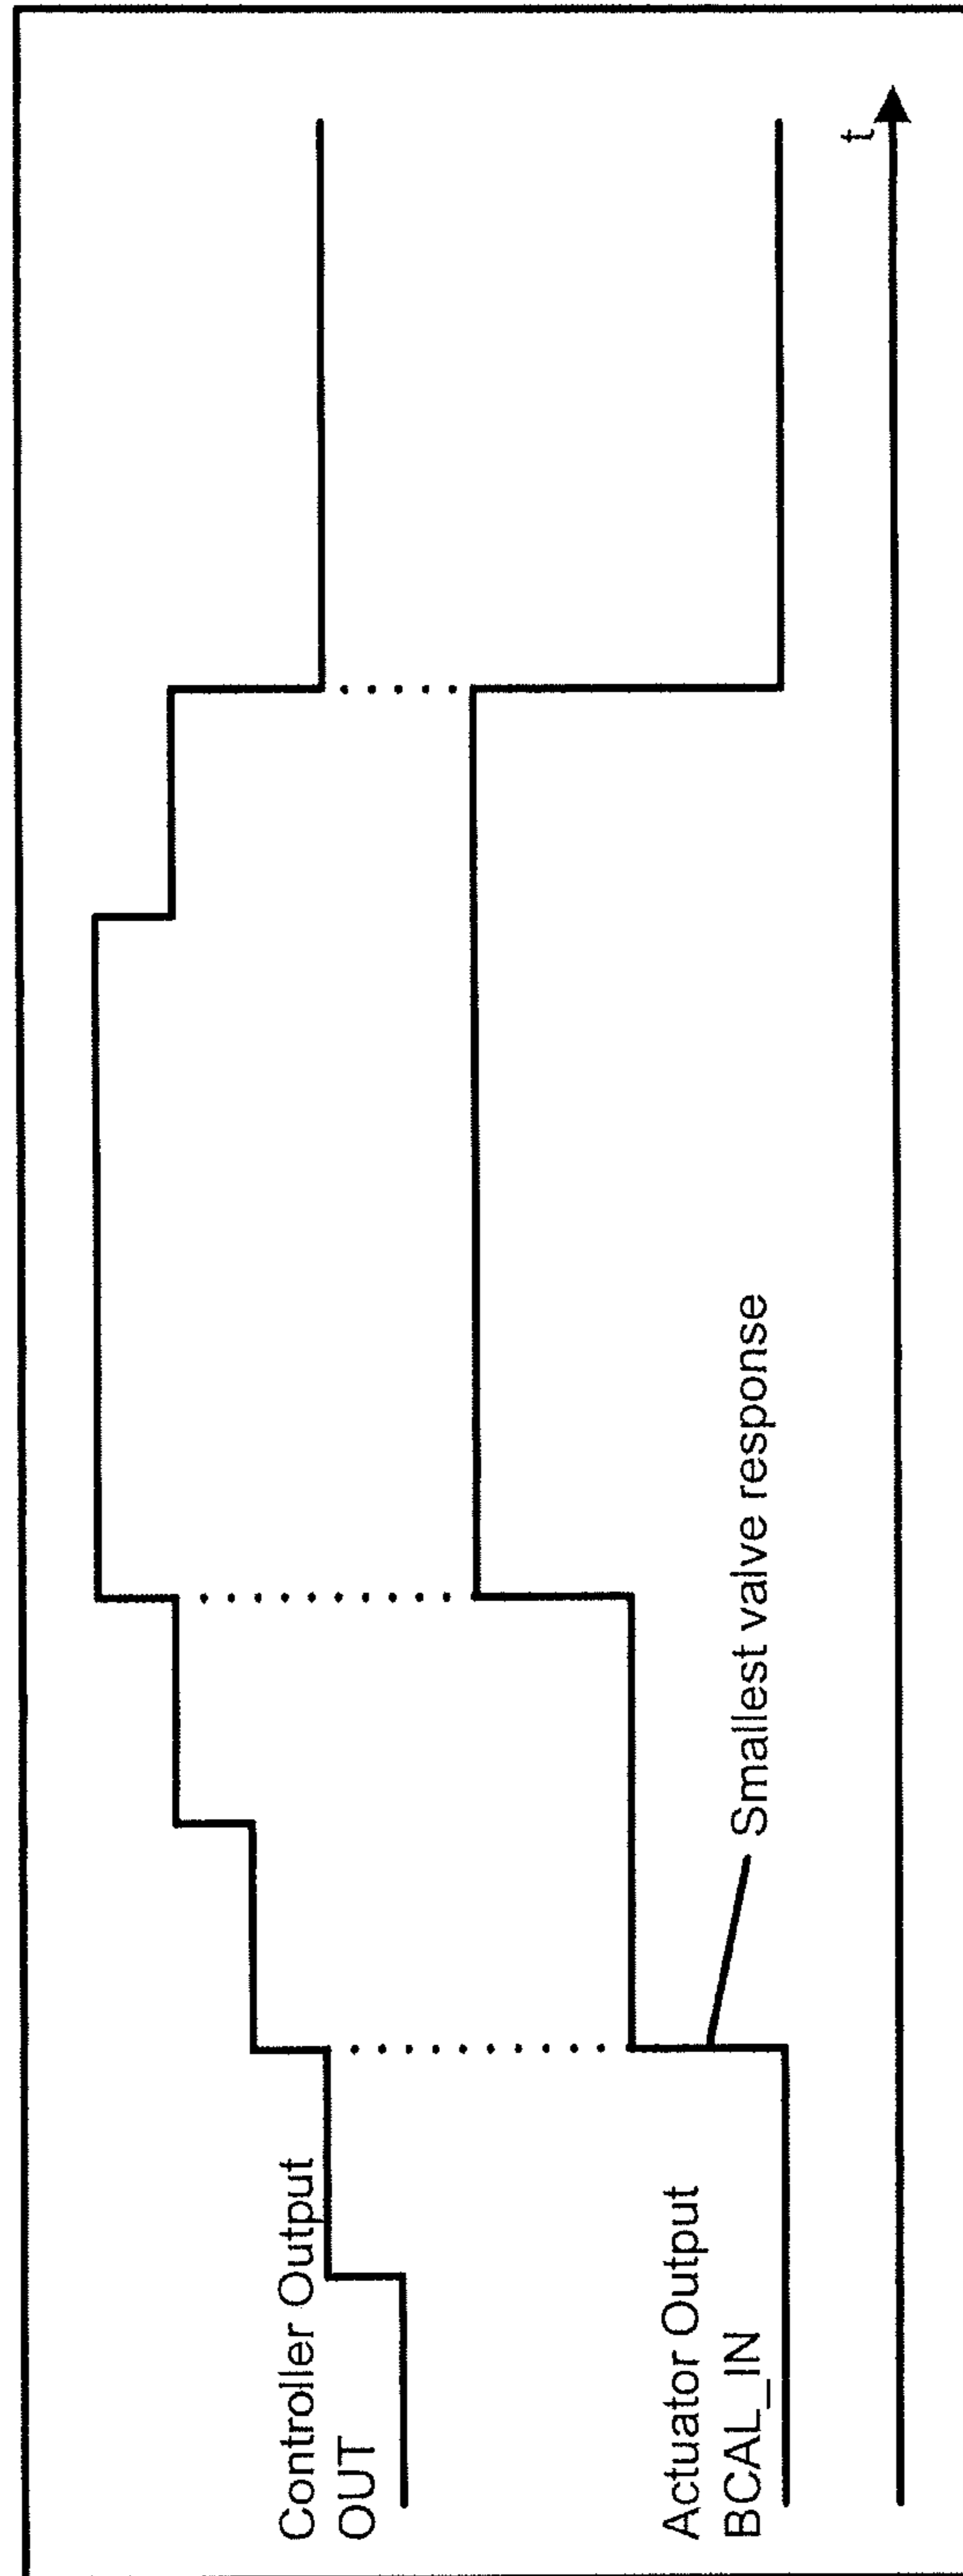 Controller Output
OUT
Actuator Output
BCAL_IN
Smallest valve response
t